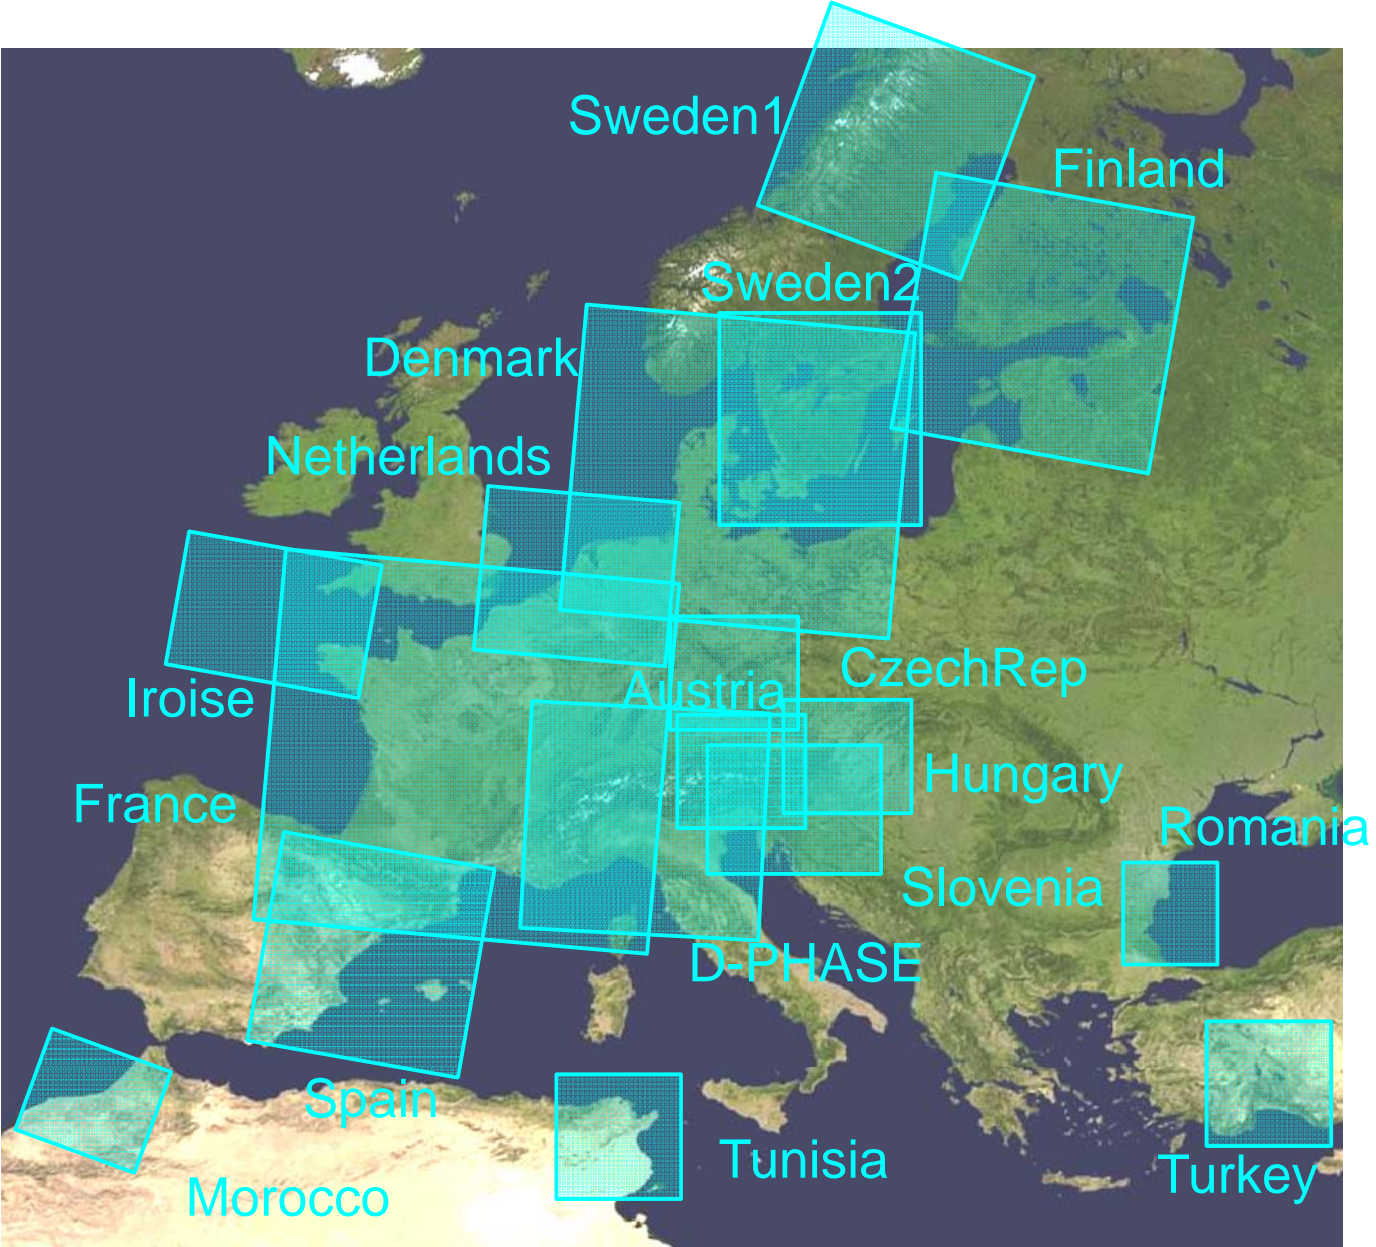 Sweden1
Finland
Sweden2
Denmark
Netherlands
CzechRep
Austria
Iroise
Hungary
France
Romania
Slovenia
D-PHASE
Spain
Tunisia
Turkey
Morocco